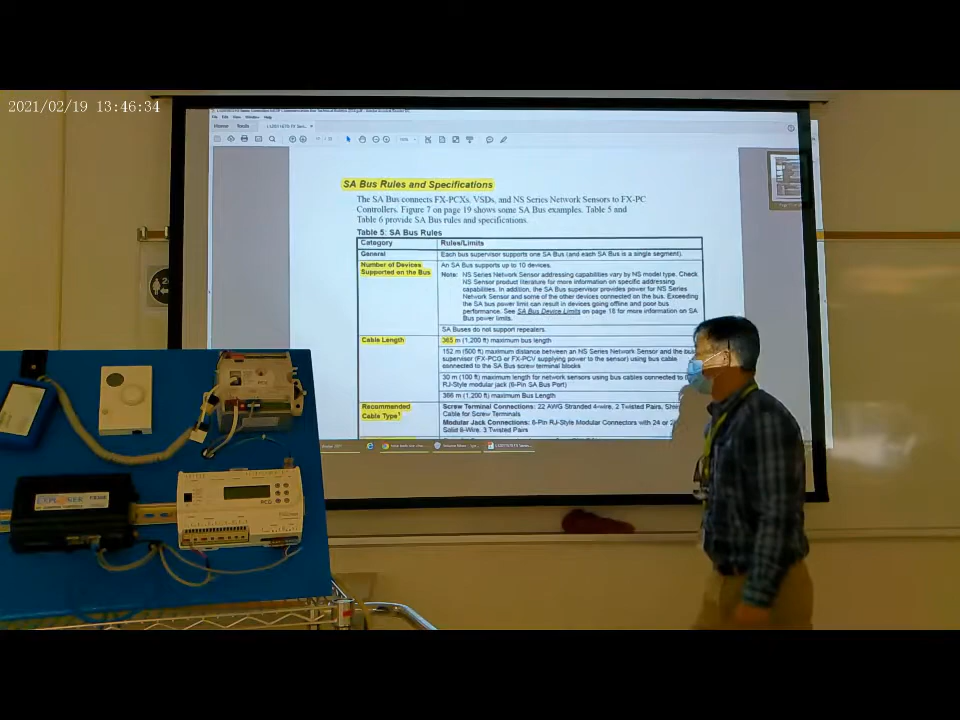 2021/02/19 13:46:34
File Edit View Window Help
Home Tools
SA Bus Rules and Specifications
The SA Bus connects FX-PCXs, VSDs, and NS Series Network Sensors to FX-PC
Controllers. Figure 7 on page 19 shows some SA Bus examples. Table 5 and
Table 6 provide SA Bus rules and specifications.
Table 5: SA Bus Rules
Category Rules/Limits
General Each bus supervisor supports one SA Bus (and each SA Bus is a single segment).
Number of Devices An SA Bus supports up to 10 devices.
Supported on the Bus
Note: NS Series Network Sensor addressing capabilities vary by NS model type. Check
NS Sensor product literature for more information on specific addressing
capabilities. In addition, the SA Bus supervisor provides power for NS Series
Network Sensor and some of the other devices connected on the bus. Exceeding
the SA bus power limit can result in devices going offline and poor bus
performance. See SA Bus Device Limits on page 18 for more information on SA
Bus power limits.
SA Buses do not support repeaters.
Cable Length 365 m (1,200 ft) maximum bus length
152 m (500 ft) maximum distance between an NS Series Network Sensor and the bus
supervisor (FX-PCG or FX-PCV supplying power to the sensor) using bus cable
connected to the SA Bus screw terminal blocks
30 m (100 ft) maximum length for network sensors using bus cables connected to
RJ-Style modular jack (6-Pin SA Bus Port)
366 m (1,200 ft) maximum Bus Length
Recommended Screw Terminal Connections: 22 AWG Stranded 4-wire, 2 Twisted Pairs,
Cable Type1 Cable for Screw Terminals
Modular Jack Connections: 6-Pin RJ-Style Modular Connectors with 24 or
Solid 6-Wire, 3 Twisted Pairs
PCG